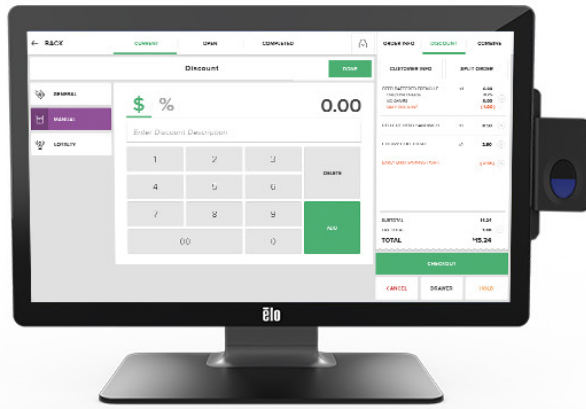 ← BACK
CURRENT
OPEN
COMPLETED
ORDER INFO
DISCOUNT
COMBINE
Discount
DONE
CUSTOMER INFO
SPLIT ORDER
GENERAL
MANUAL
LOYALTY
$ %
0.00
Enter Discount Description
1 2 3
DELETE
4 5 6
7 8 9
ADD
00 0
SUBTOTAL
TOTAL
$15.24
CHECKOUT
CANCEL
DRAWER
HOLD
elo